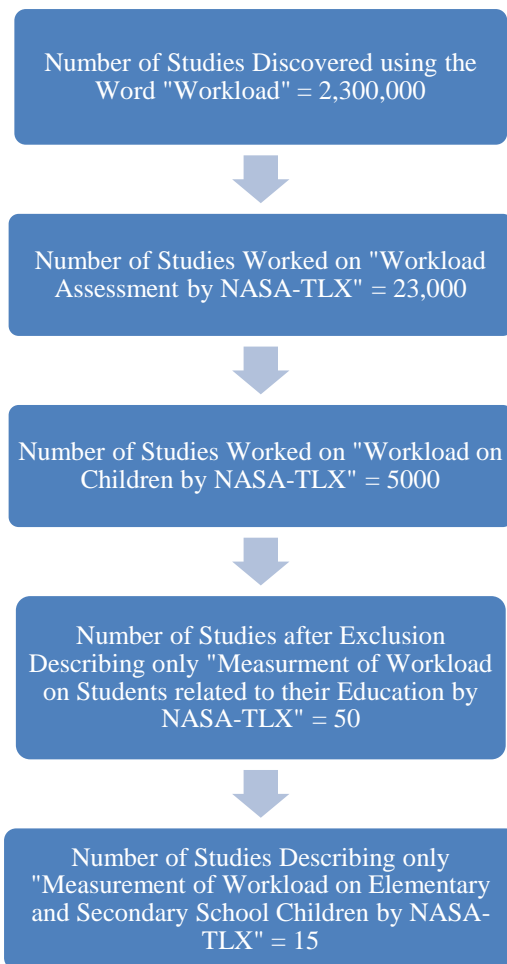 Number of Studies Discovered using the
Word "Workload" = 2,300,000
Number of Studies Worked on "Workload
Assessment by NASA-TLX" = 23,000
Number of Studies Worked on "Workload on
Children by NASA-TLX" = 5000
Number of Studies after Exclusion
Describing only "Measurment of Workload
on Students related to their Education by
NASA-TLX" = 50
Number of Studies Describing only
"Measurement of Workload on Elementary
and Secondary School Children by NASA-
TLX" = 15